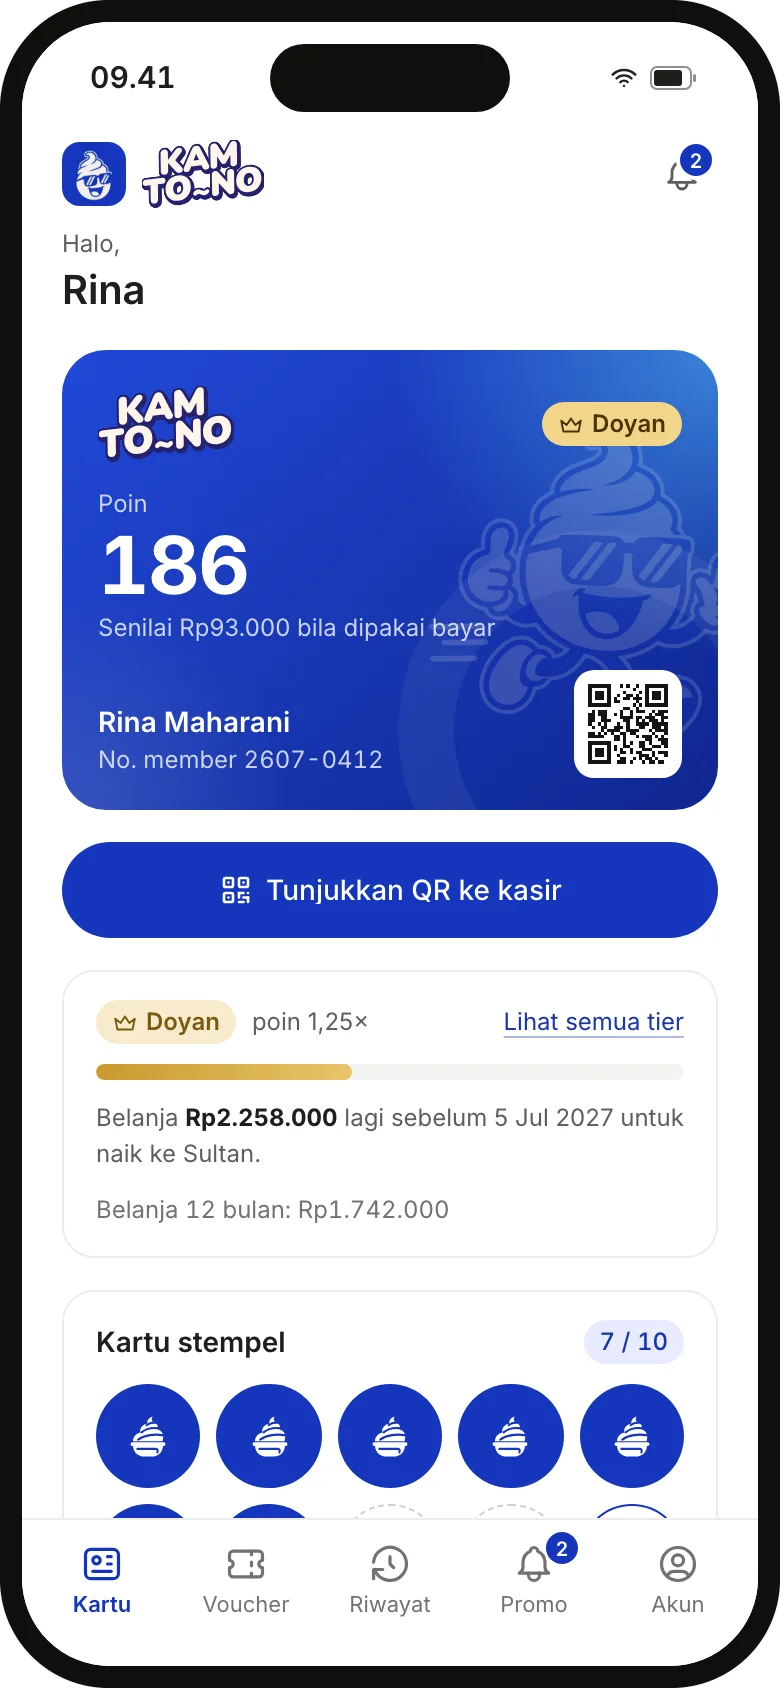 09.41
KAM
TO~NO
2
Halo,
Rina
KAM
TO~NO
Doyan
Poin
186
Senilai Rp93.000 bila dipakai bayar
Rina Maharani
No. member 2607-0412
Tunjukkan QR ke kasir
Doyan poin 1,25× Lihat semua tier
Belanja Rp2.258.000 lagi sebelum 5 Jul 2027 untuk
naik ke Sultan.
Belanja 12 bulan: Rp1.742.000
Kartu stempel 7 / 10
2
Kartu Voucher Riwayat Promo Akun